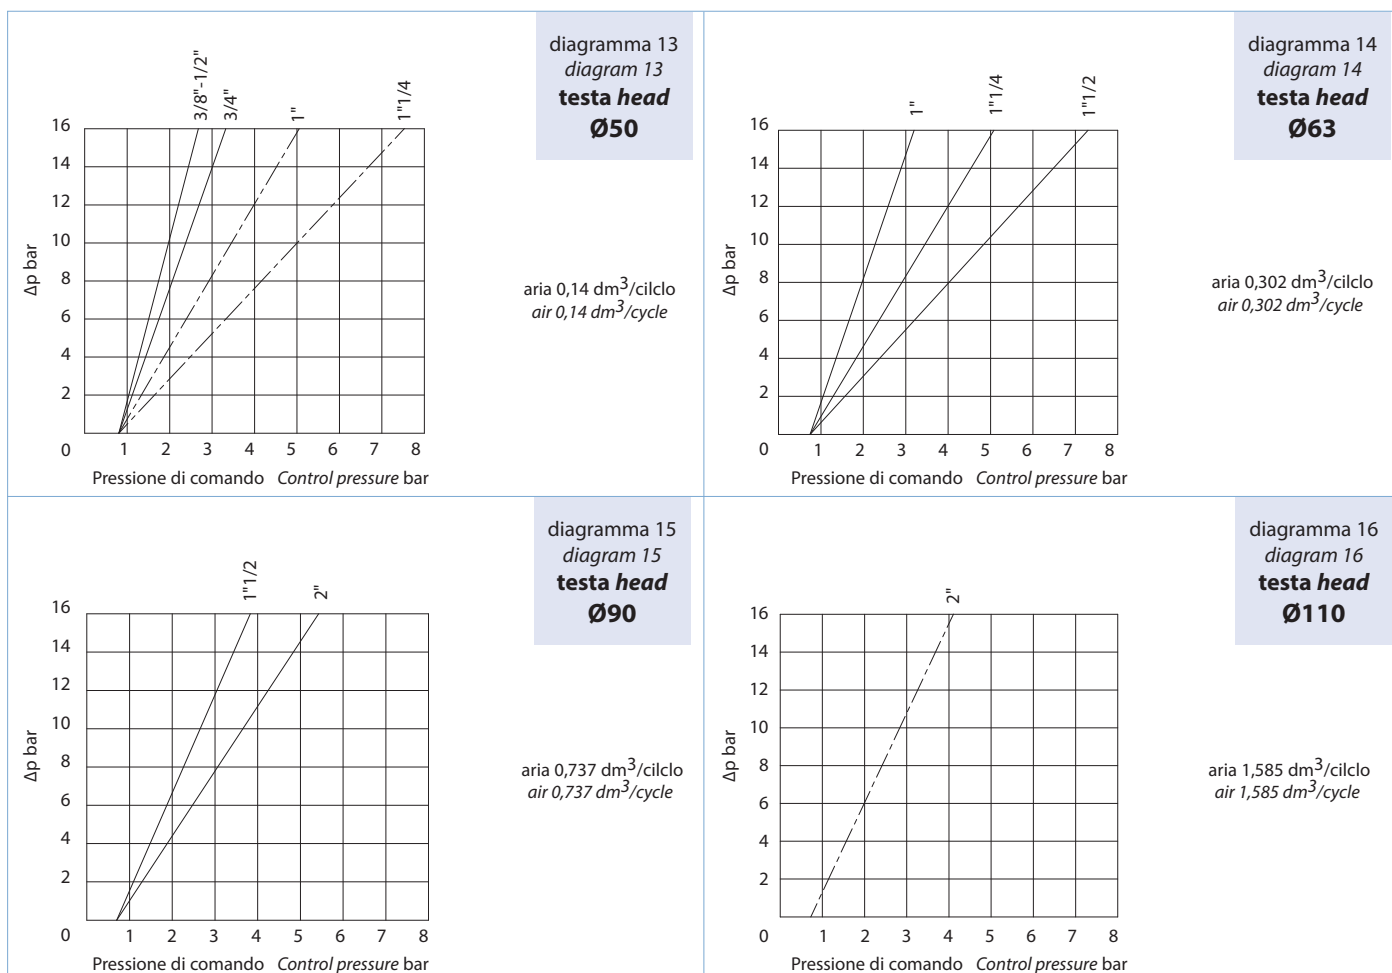 diagramma 13
diagram 13
testa head
Ø50
3/8"-1/2"
3/4"
1"
1"1/4
16
14
12
10
8
6
4
2
0 1 2 3 4 5 6 7 8
Δp bar
Pressione di comando Control pressure bar
aria 0,14 dm³/cilclo
air 0,14 dm³/cycle
diagramma 14
diagram 14
testa head
Ø63
1"
1"1/4
1"1/2
16
14
12
10
8
6
4
2
0 1 2 3 4 5 6 7 8
Δp bar
Pressione di comando Control pressure bar
aria 0,302 dm³/cilclo
air 0,302 dm³/cycle
diagramma 15
diagram 15
testa head
Ø90
1"1/2
2"
16
14
12
10
8
6
4
2
0 1 2 3 4 5 6 7 8
Δp bar
Pressione di comando Control pressure bar
aria 0,737 dm³/cilclo
air 0,737 dm³/cycle
diagramma 16
diagram 16
testa head
Ø110
2"
16
14
12
10
8
6
4
2
0 1 2 3 4 5 6 7 8
Δp bar
Pressione di comando Control pressure bar
aria 1,585 dm³/cilclo
air 1,585 dm³/cycle